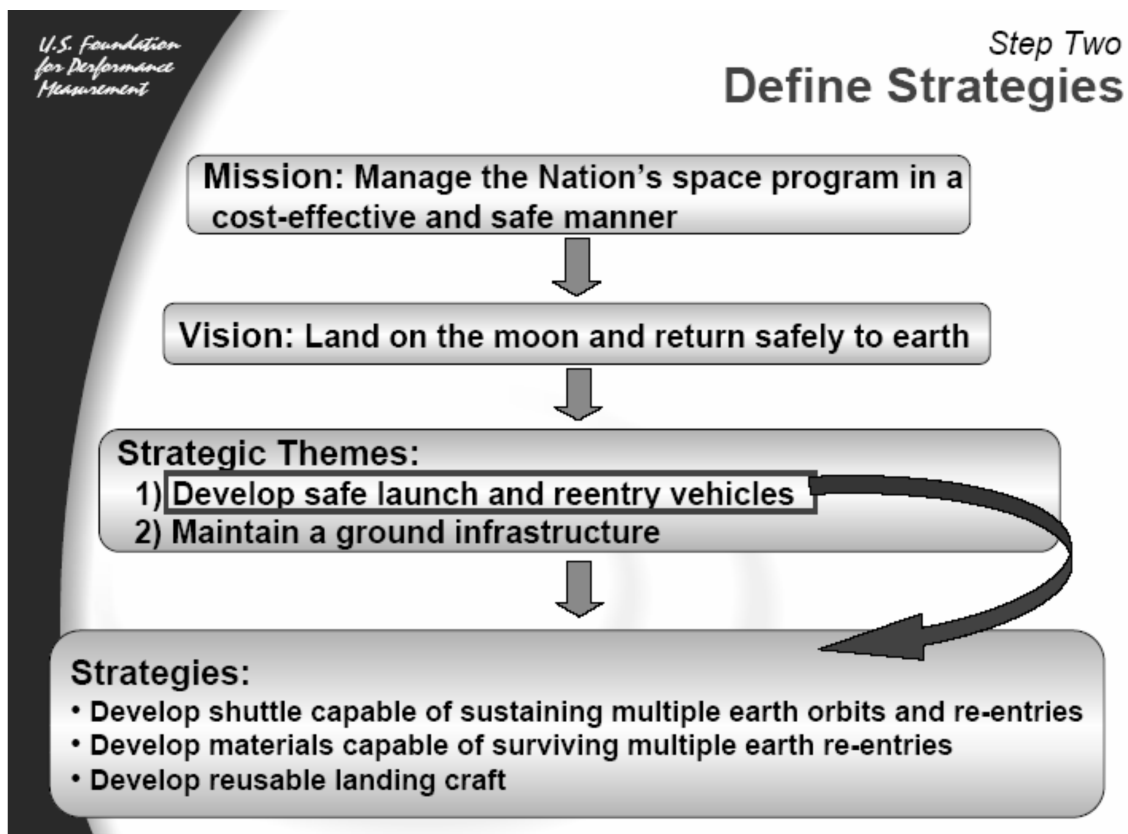 U.S. Foundation
for Performance
Measurement
Step Two
Define Strategies
Mission: Manage the Nation's space program in a
cost-effective and safe manner
Vision: Land on the moon and return safely to earth
Strategic Themes:
1) Develop safe launch and reentry vehicles
2) Maintain a ground infrastructure
Strategies:
• Develop shuttle capable of sustaining multiple earth orbits and re-entries
• Develop materials capable of surviving multiple earth re-entries
• Develop reusable landing craft